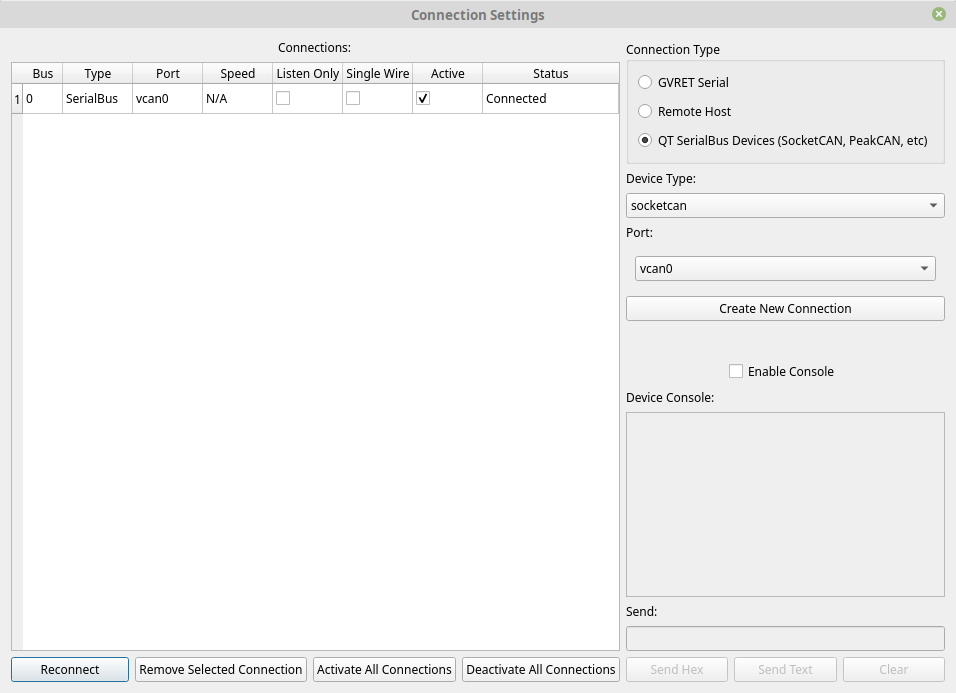 Connection Settings
Connections:
Bus Type Port Speed Listen Only Single Wire Active Status
1 0 SerialBus vcan0 N/A Connected
Connection Type
GVRET Serial
Remote Host
QT SerialBus Devices (SocketCAN, PeakCAN, etc)
Device Type:
socketcan
Port:
vcan0
Create New Connection
Enable Console
Device Console:
Send:
Reconnect Remove Selected Connection Activate All Connections Deactivate All Connections Send Hex Send Text Clear